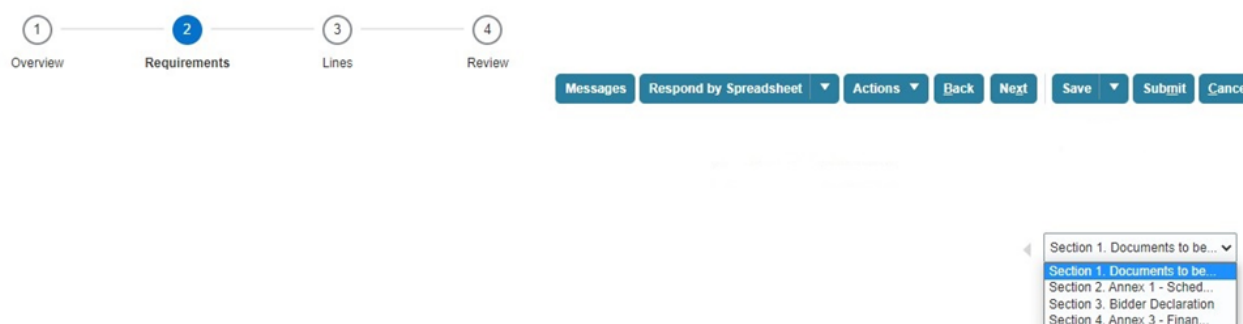 1 2 3 4
Overview Requirements Lines Review
Messages Respond by Spreadsheet Actions Back Next Save Submit Cance
Section 1. Documents to be...
Section 1. Documents to be...
Section 2. Annex 1 - Sched...
Section 3. Bidder Declaration
Section 4. Annex 3 - Finan...